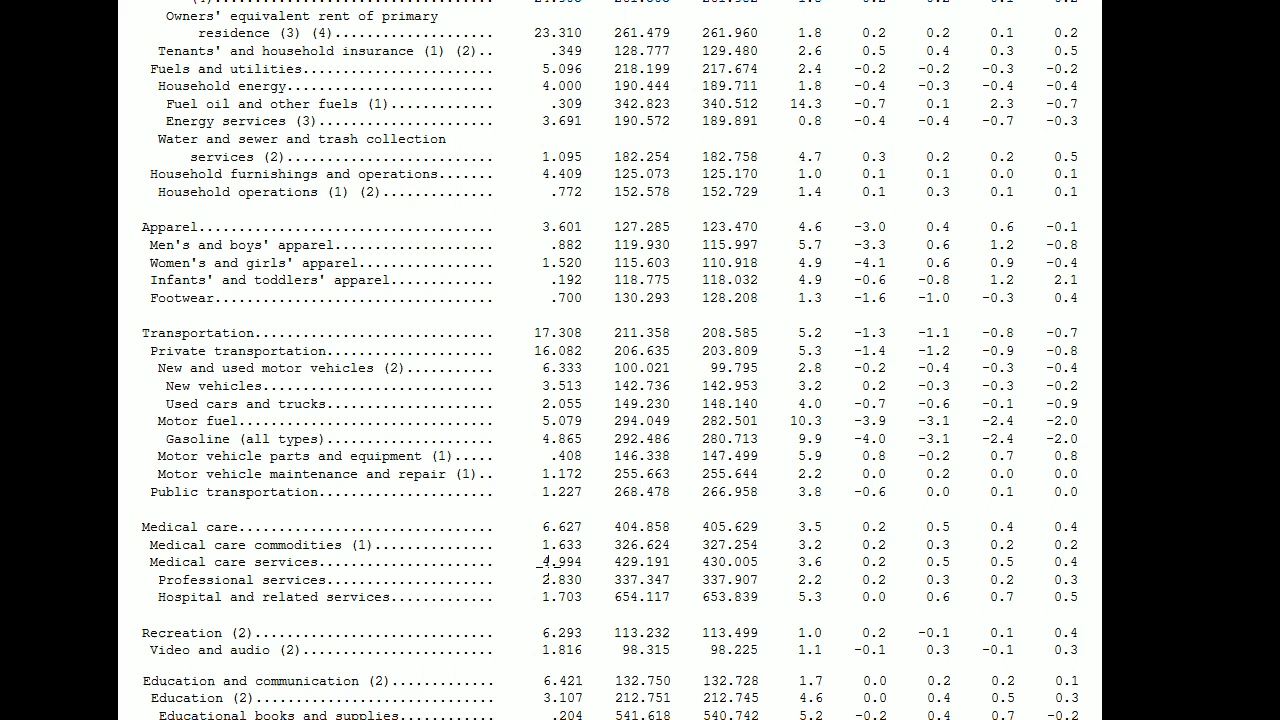 Owners' equivalent rent of primary
residence (3) (4).................... 23.310 261.479 261.960 1.8 0.2 0.2 0.1 0.2
Tenants' and household insurance (1) (2).. .349 128.777 129.480 2.6 0.5 0.4 0.3 0.5
Fuels and utilities........................ 5.096 218.199 217.674 2.4 -0.2 -0.2 -0.3 -0.2
Household energy.......................... 4.000 190.444 189.711 1.8 -0.4 -0.3 -0.4 -0.4
Fuel oil and other fuels (1)............. .309 342.823 340.512 14.3 -0.7 0.1 2.3 -0.7
Energy services (3)...................... 3.691 190.572 189.891 0.8 -0.4 -0.4 -0.7 -0.3
Water and sewer and trash collection
services (2).......................... 1.095 182.254 182.758 4.7 0.3 0.2 0.2 0.5
Household furnishings and operations....... 4.409 125.073 125.170 1.0 0.1 0.1 0.0 0.1
Household operations (1) (2).............. .772 152.578 152.729 1.4 0.1 0.3 0.1 0.1
Apparel..................................... 3.601 127.285 123.470 4.6 -3.0 0.4 0.6 -0.1
Men's and boys' apparel.................... .882 119.930 115.997 5.7 -3.3 0.6 1.2 -0.8
Women's and girls' apparel................. 1.520 115.603 110.918 4.9 -4.1 0.6 0.9 -0.4
Infants' and toddlers' apparel............. .192 118.775 118.032 4.9 -0.6 -0.8 1.2 2.1
Footwear................................... .700 130.293 128.208 1.3 -1.6 -1.0 -0.3 0.4
Transportation.............................. 17.308 211.358 208.585 5.2 -1.3 -1.1 -0.8 -0.7
Private transportation..................... 16.082 206.635 203.809 5.3 -1.4 -1.2 -0.9 -0.8
New and used motor vehicles (2)........... 6.333 100.021 99.795 2.8 -0.2 -0.4 -0.3 -0.4
New vehicles............................. 3.513 142.736 142.953 3.2 0.2 -0.3 -0.3 -0.2
Used cars and trucks..................... 2.055 149.230 148.140 4.0 -0.7 -0.6 -0.1 -0.9
Motor fuel................................ 5.079 294.049 282.501 10.3 -3.9 -3.1 -2.4 -2.0
Gasoline (all types)..................... 4.865 292.486 280.713 9.9 -4.0 -3.1 -2.4 -2.0
Motor vehicle parts and equipment (1)..... .408 146.338 147.499 5.9 0.8 -0.2 0.7 0.8
Motor vehicle maintenance and repair (1).. 1.172 255.663 255.644 2.2 0.0 0.2 0.0 0.0
Public transportation...................... 1.227 268.478 266.958 3.8 -0.6 0.0 0.1 0.0
Medical care................................ 6.627 404.858 405.629 3.5 0.2 0.5 0.4 0.4
Medical care commodities (1)............... 1.633 326.624 327.254 3.2 0.2 0.3 0.2 0.2
Medical care services...................... 4.994 429.191 430.005 3.6 0.2 0.5 0.5 0.4
Professional services..................... 2.830 337.347 337.907 2.2 0.2 0.3 0.2 0.3
Hospital and related services............. 1.703 654.117 653.839 5.3 0.0 0.6 0.7 0.5
Recreation (2).............................. 6.293 113.232 113.499 1.0 0.2 -0.1 0.1 0.4
Video and audio (2)........................ 1.816 98.315 98.225 1.1 -0.1 0.3 -0.1 0.3
Education and communication (2)............. 6.421 132.750 132.728 1.7 0.0 0.2 0.2 0.1
Education (2).............................. 3.107 212.751 212.745 4.6 0.0 0.4 0.5 0.3
Educational books and supplies............ .204 541.618 540.742 5.2 -0.2 0.4 0.7 -0.2